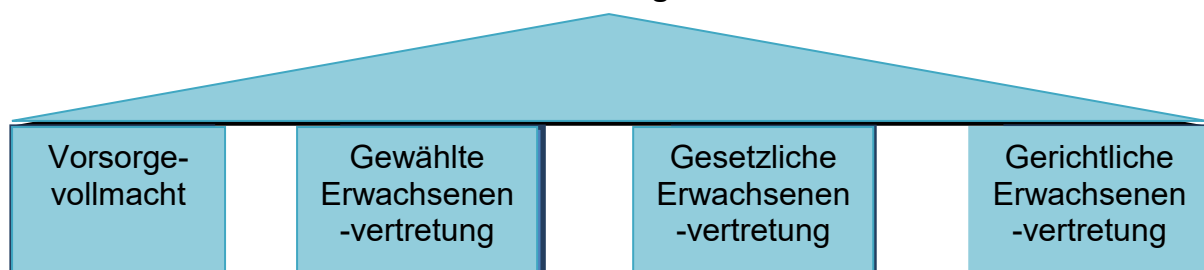 Vorsorge-
vollmacht
Gewählte
Erwachsenen
-vertretung
Gesetzliche
Erwachsenen
-vertretung
Gerichtliche
Erwachsenen
-vertretung